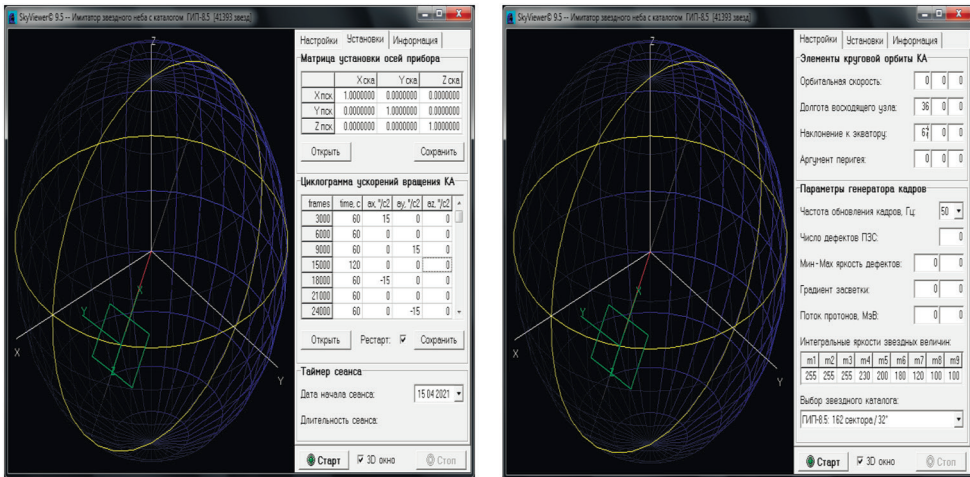 SkyViewer© 9.5 -- Имитатор звездного неба с каталогом ГИП-8.5 [41393 звезд
Настройки Установки Информация
Матрица установки осей прибора
X ска Y ска Z ска
X пск 1.0000000 0.0000000 0.0000000
Y пск 0.0000000 1.0000000 0.0000000
Z пск 0.0000000 0.0000000 1.0000000
Открыть Сохранить
Циклограмма ускорений вращения КА
frames time, c ax, "/c2 ay, "/c2 az, "/c2
3000 60 15 0 0
6000 60 0 0 0
9000 60 0 15 0
15000 120 0 0 0
18000 60 -15 0 0
21000 60 0 0 0
24000 60 0 -15 0
Открыть Рестарт: Сохранить
Таймер сеанса
Дата начала сеанса: 15.04.2021
Длительность сеанса:
Старт 3D окно Стоп
Z
X
Y
X
Y
Z
SkyViewer© 9.5 -- Имитатор звездного неба с каталогом ГИП-8.5 [41393 звезд
Настройки Установки Информация
Элементы круговой орбиты КА
Орбитальная скорость: 0 0 0
Долгота восходящего узла: 36 0 0
Наклонение к экватору: 0 0
Аргумент перигея: 0 0 0
Параметры генератора кадров
Частота обновления кадров, Гц: 50
Число дефектов ПЗС: 0
Мин-Мах яркость дефектов: 0 0
Градиент засветки: 0 0
Поток протонов, МэВ: 0 0
Интегральные яркости звездных величин:
m1 m2 m3 m4 m5 m6 m7 m8 m9
255 255 255 230 200 180 120 100 100
Выбор звездного каталога:
ГИП-8.5: 162 сектора / 32°
Старт 3D окно Стоп
Z
X
Y
X
Y
Z